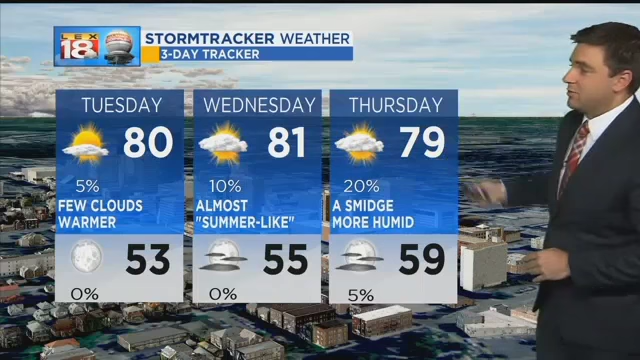 LEX
18
STORMTRACKER WEATHER
3-DAY TRACKER
TUESDAY
80
5%
FEW CLOUDS
WARMER
53
0%
WEDNESDAY
81
10%
ALMOST
"SUMMER-LIKE"
55
0%
THURSDAY
79
20%
A SMIDGE
MORE HUMID
59
5%